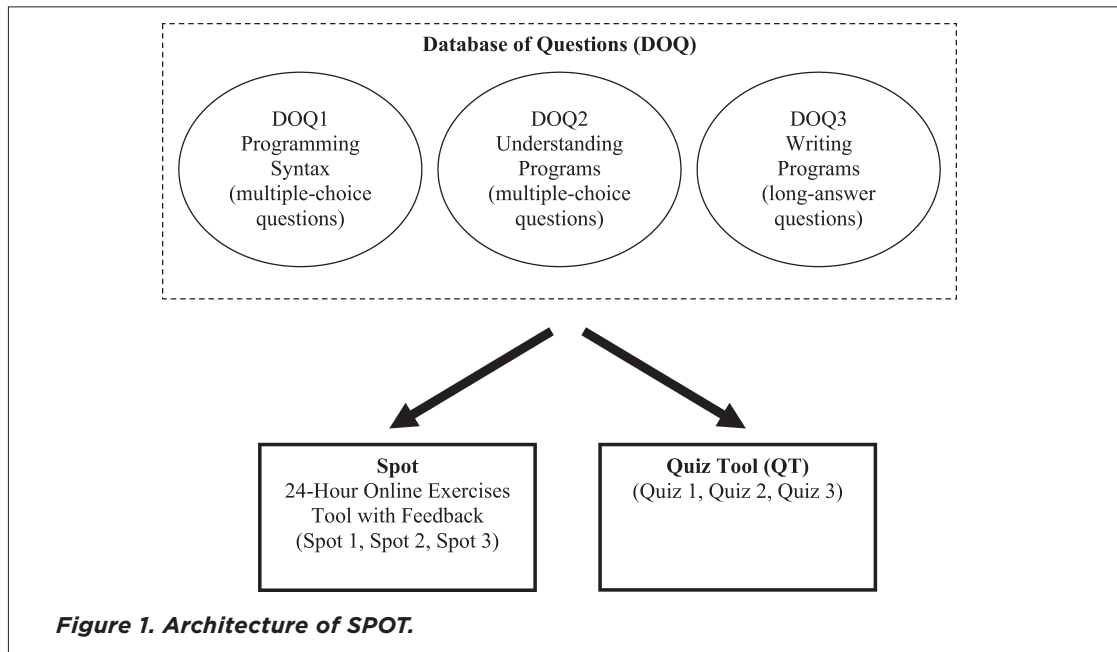 Database of Questions (DOQ)
DOQ1
Programming
Syntax
(multiple-choice
questions)
DOQ2
Understanding
Programs
(multiple-choice
questions)
DOQ3
Writing
Programs
(long-answer
questions)
Spot
24-Hour Online Exercises
Tool with Feedback
(Spot 1, Spot 2, Spot 3)
Quiz Tool (QT)
(Quiz 1, Quiz 2, Quiz 3)
Figure 1. Architecture of SPOT.